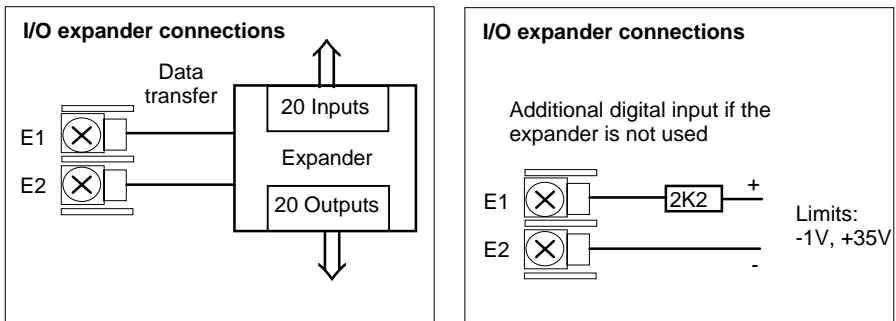 I/O expander connections
Data
transfer
20 Inputs
E1
Expander
E2
20 Outputs
I/O expander connections
Additional digital input if the
expander is not used
E1
2K2
+
Limits:
-1V, +35V
E2
-